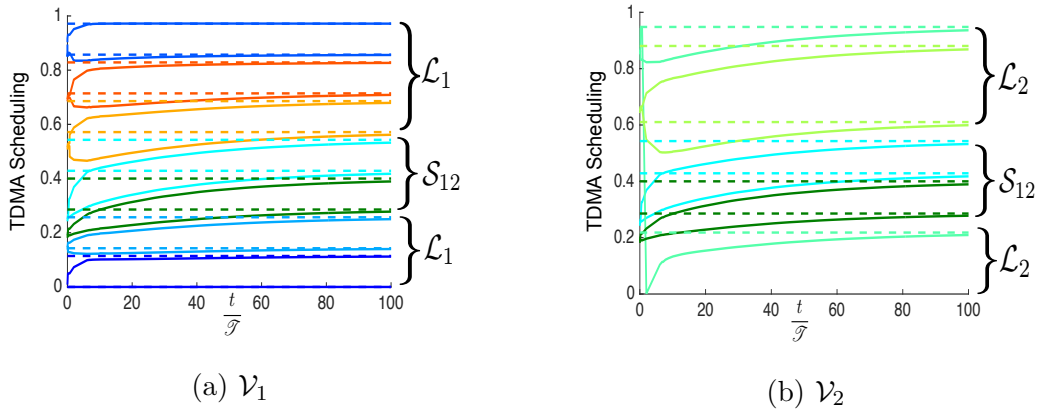 TDMA Scheduling
1
0.8
0.6
0.4
0.2
0
0 20 40 60 80 100
t/𝒯
ℒ₁
𝒮₁₂
ℒ₁
(a) 𝒱₁
TDMA Scheduling
1
0.8
0.6
0.4
0.2
0
0 20 40 60 80 100
t/𝒯
ℒ₂
𝒮₁₂
ℒ₂
(b) 𝒱₂